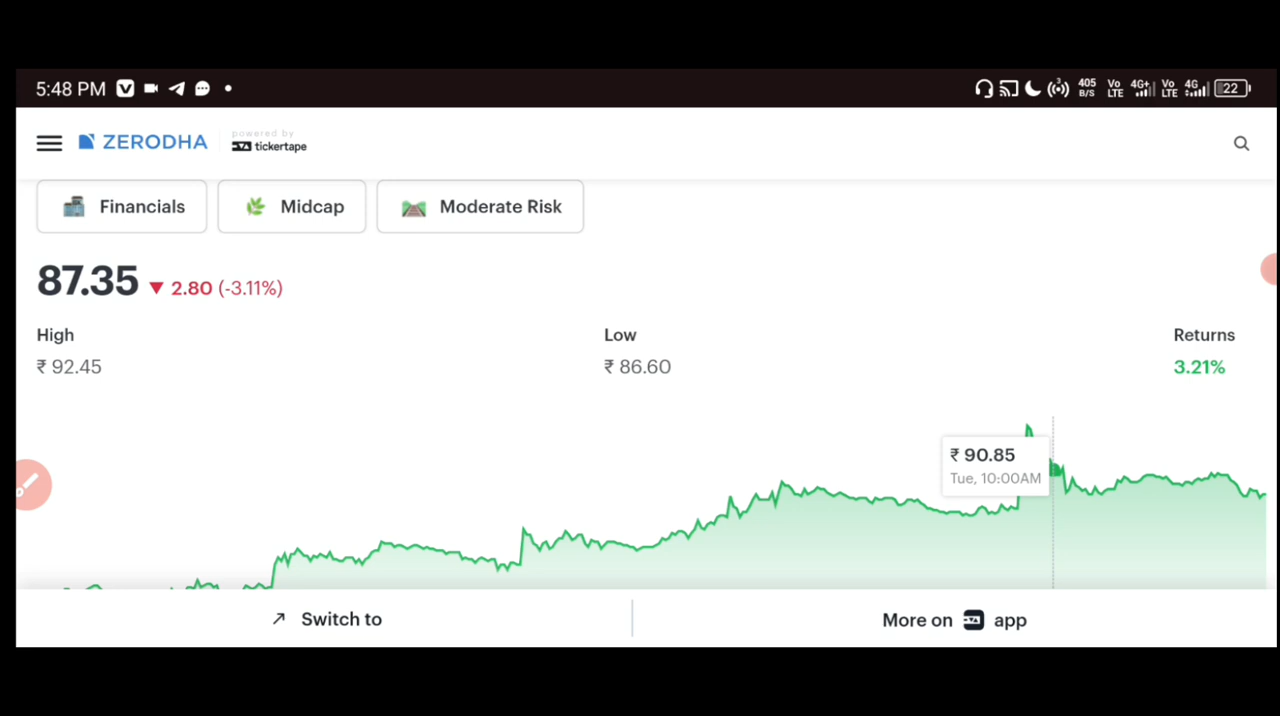 5:48 PM
3
405 B/S Vo LTE 4G+ Vo LTE 4G 22
ZERODHA
powered by
tickertape
Financials Midcap Moderate Risk
87.35 ▼ 2.80 (-3.11%)
High Low Returns
₹ 92.45 ₹ 86.60 3.21%
₹ 90.85
Tue, 10:00AM
Switch to More on app